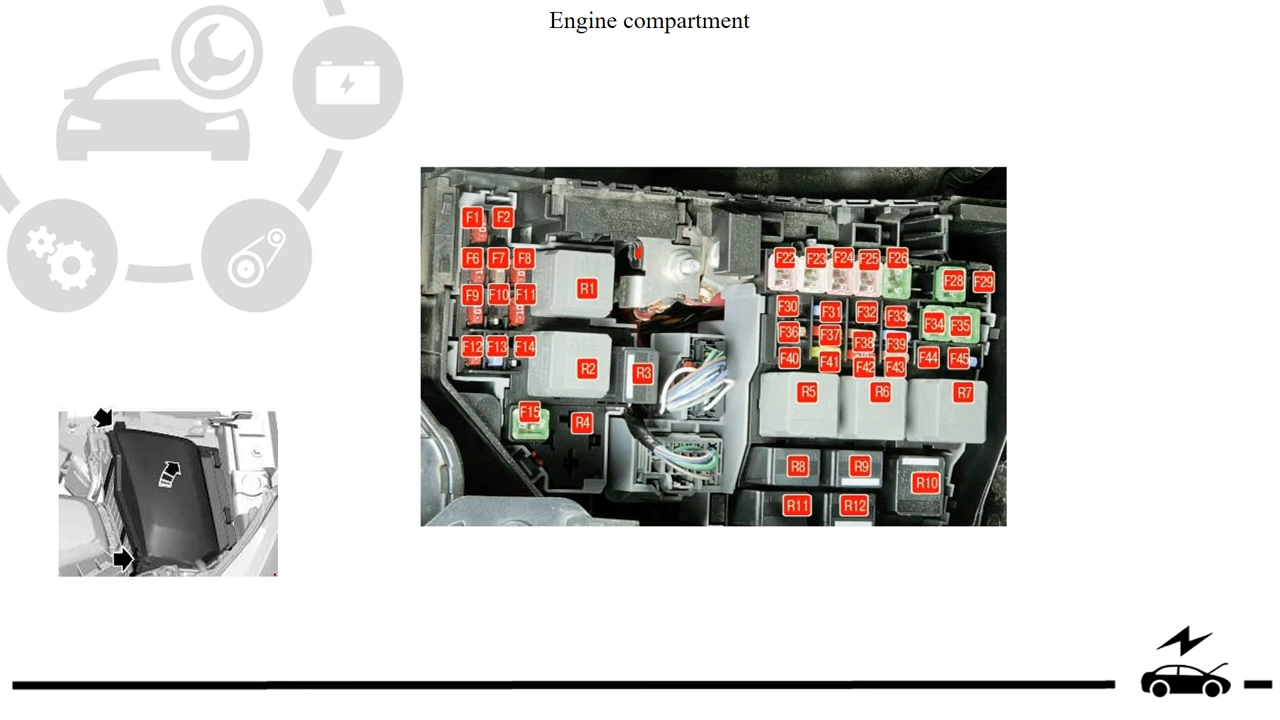 Engine compartment
F1 F2
F6 F7 F8
R1
F9 F10 F11
F12 F13 F14
R2
R3
F15
R4
F22 F23 F24 F25 F26
F28 F29
F30 F31 F32 F33
F34 F35
F36 F37 F38 F39
F40 F41 F42 F43 F44 F45
R5 R6 R7
R8 R9
R10
R11 R12